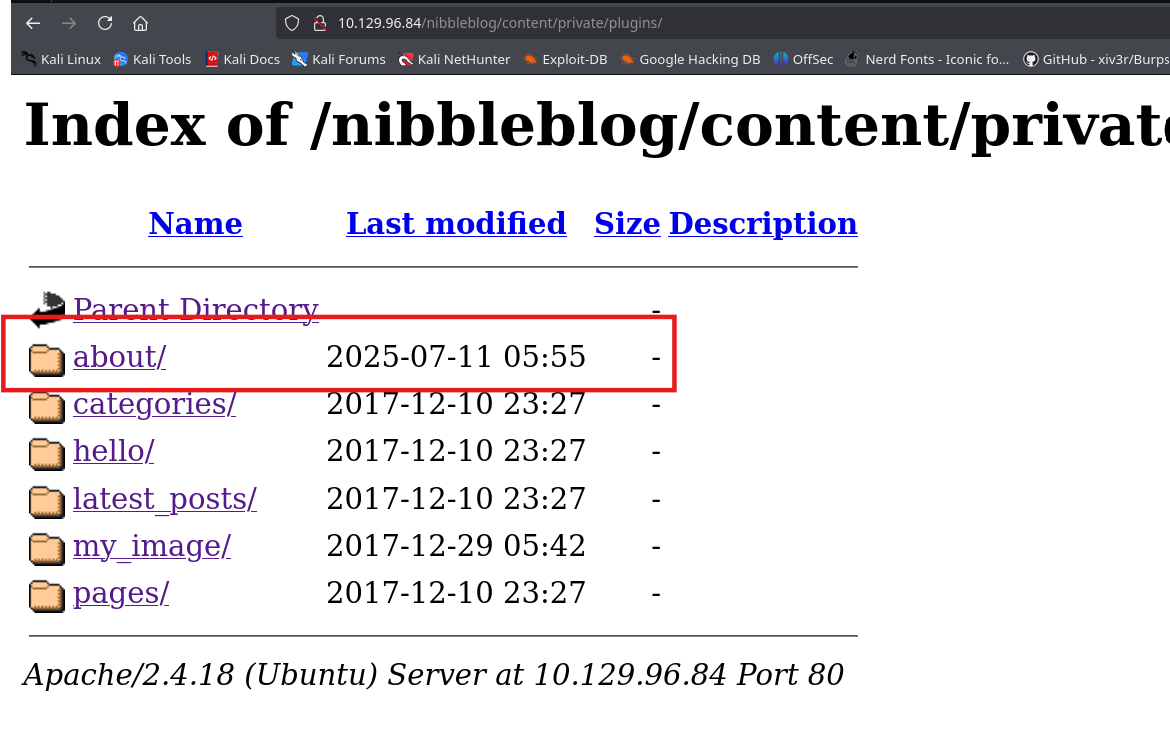 10.129.96.84/nibbleblog/content/private/plugins/
Kali Linux Kali Tools Kali Docs Kali Forums Kali NetHunter Exploit-DB Google Hacking DB OffSec Nerd Fonts - Iconic fo… GitHub - xiv3r/Burps
Index of /nibbleblog/content/private
Name Last modified Size Description
Parent Directory -
about/ 2025-07-11 05:55 -
categories/ 2017-12-10 23:27 -
hello/ 2017-12-10 23:27 -
latest_posts/ 2017-12-10 23:27 -
my_image/ 2017-12-29 05:42 -
pages/ 2017-12-10 23:27 -
Apache/2.4.18 (Ubuntu) Server at 10.129.96.84 Port 80